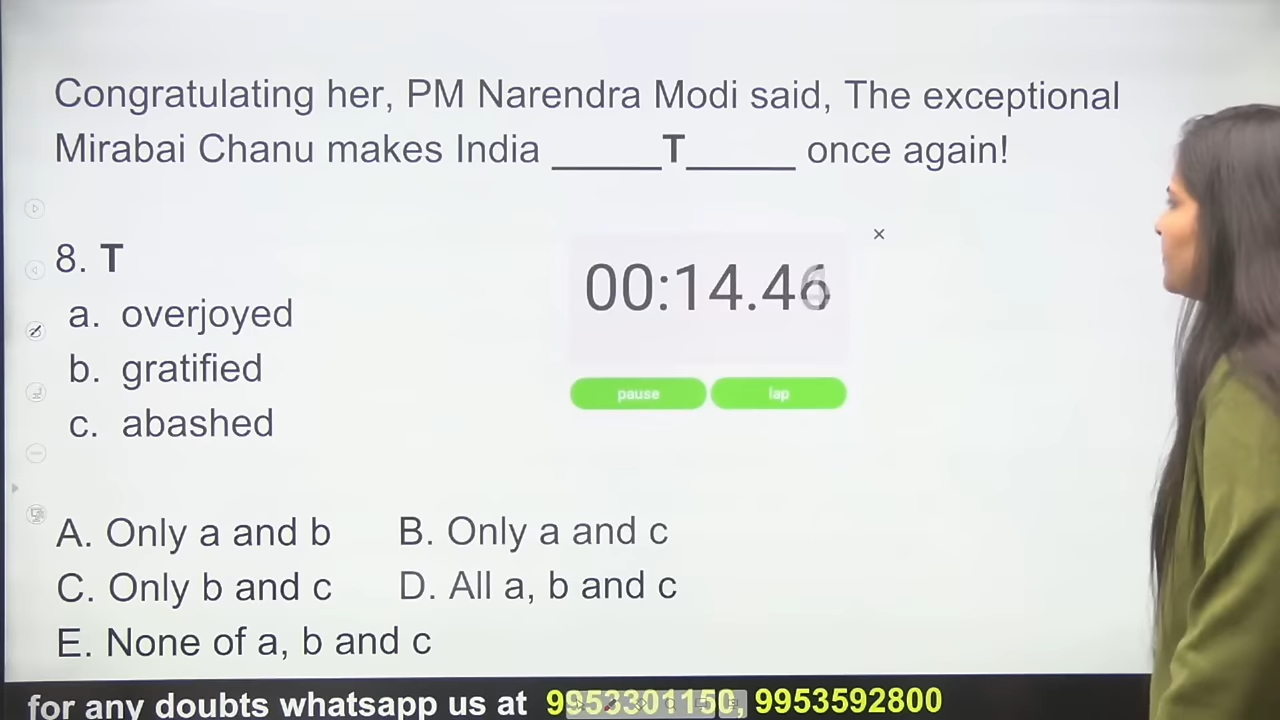 Congratulating her, PM Narendra Modi said, The exceptional
Mirabai Chanu makes India _____T_____ once again!
8. T
a. overjoyed
b. gratified
c. abashed
00:14.46
×
pause lap
A. Only a and b B. Only a and c
C. Only b and c D. All a, b and c
E. None of a, b and c
for any doubts whatsapp us at 9953301150, 9953592800